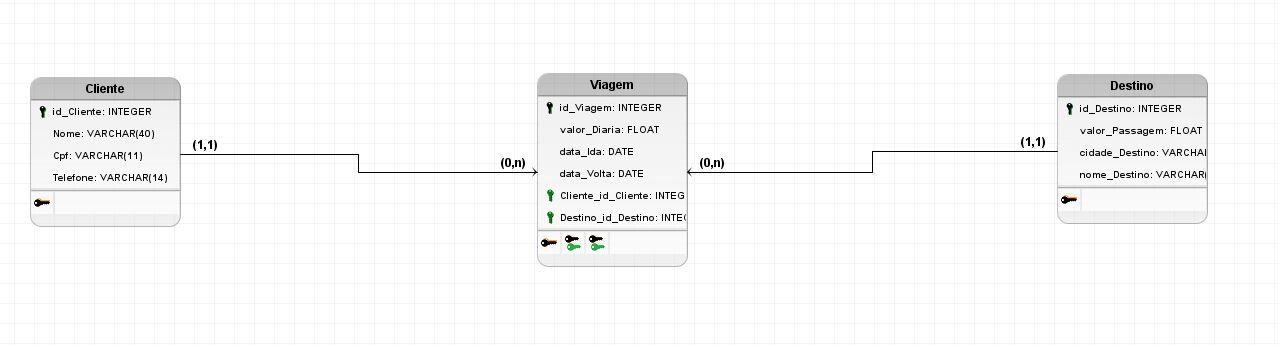 Cliente
id_Cliente: INTEGER
Nome: VARCHAR(40)
Cpf: VARCHAR(11)
Telefone: VARCHAR(14)
(1,1)
(0,n)
Viagem
id_Viagem: INTEGER
valor_Diaria: FLOAT
data_Ida: DATE
data_Volta: DATE
Cliente_id_Cliente: INTEG
Destino_id_Destino: INTEG
(0,n)
(1,1)
Destino
id_Destino: INTEGER
valor_Passagem: FLOAT
cidade_Destino: VARCHAI
nome_Destino: VARCHAR(